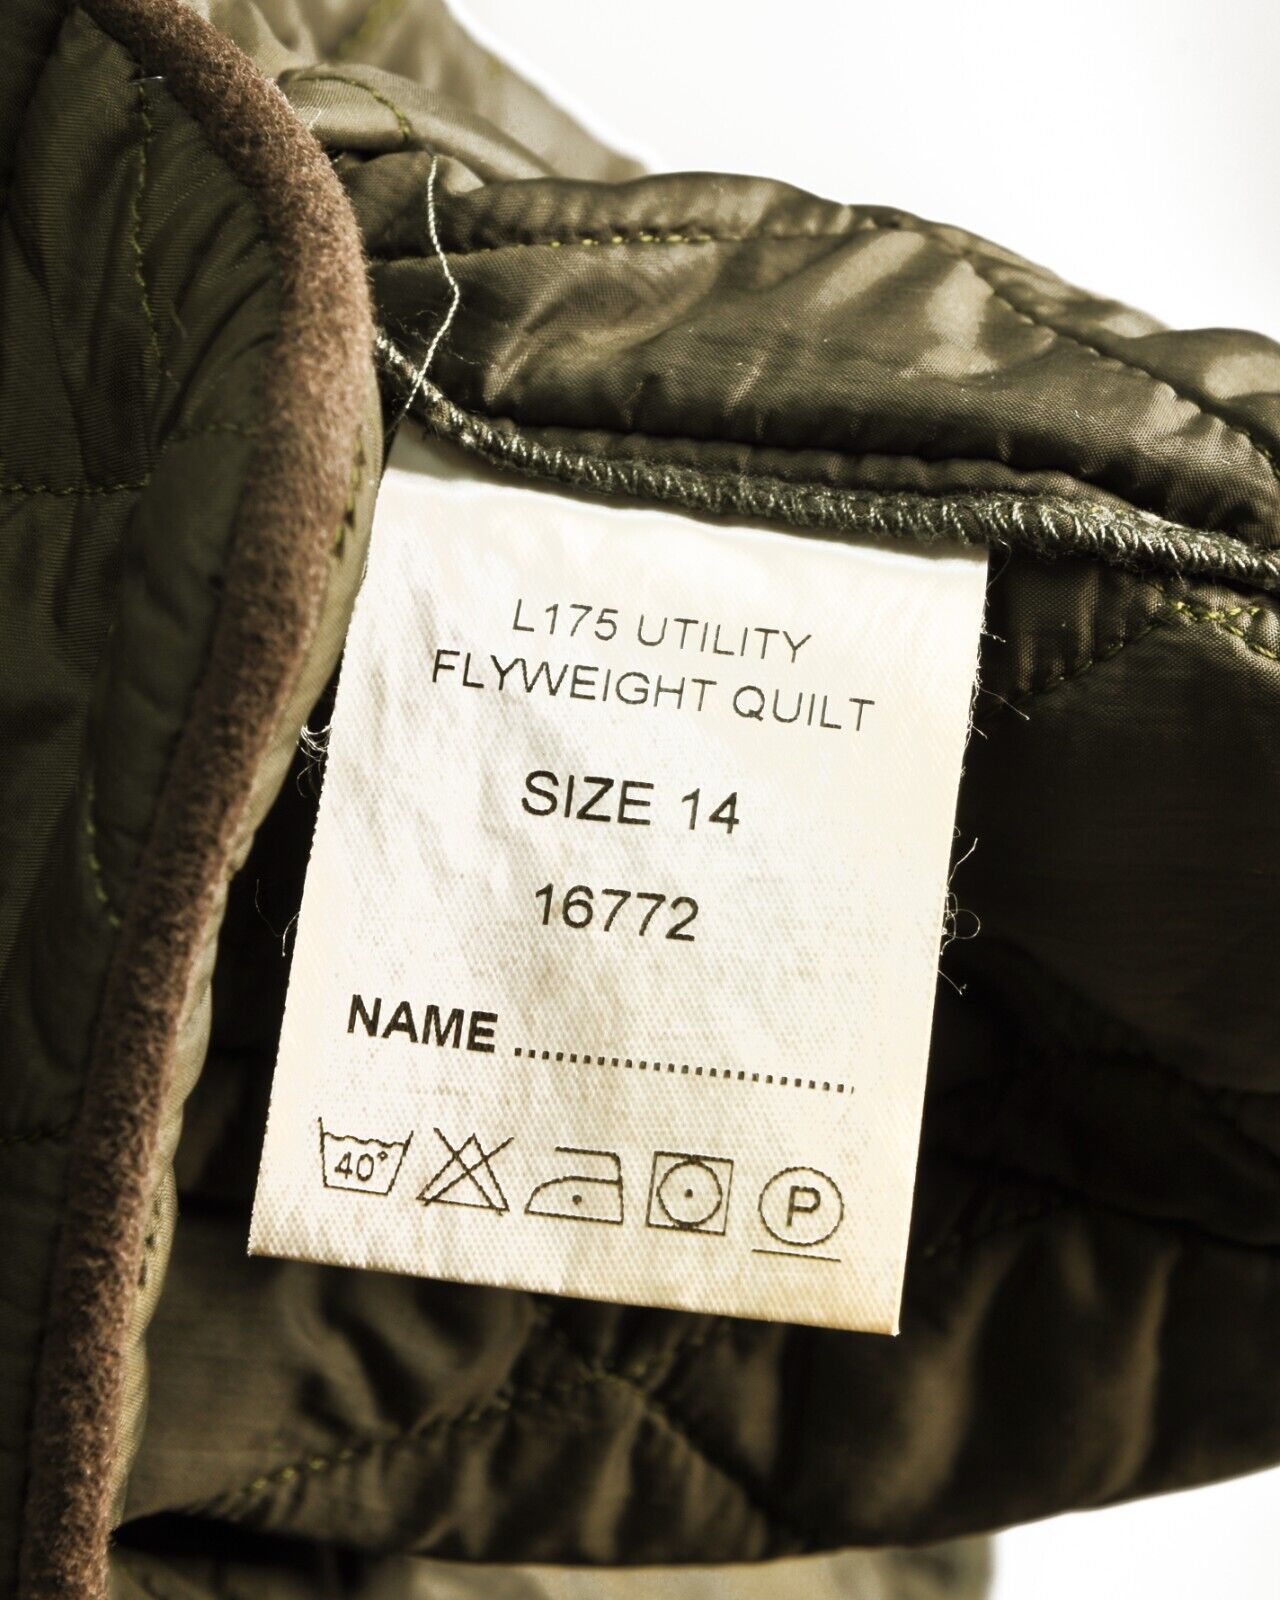 L175 UTILITY
FLYWEIGHT QUILT
SIZE 14
16772
NAME ........................................
40°
P